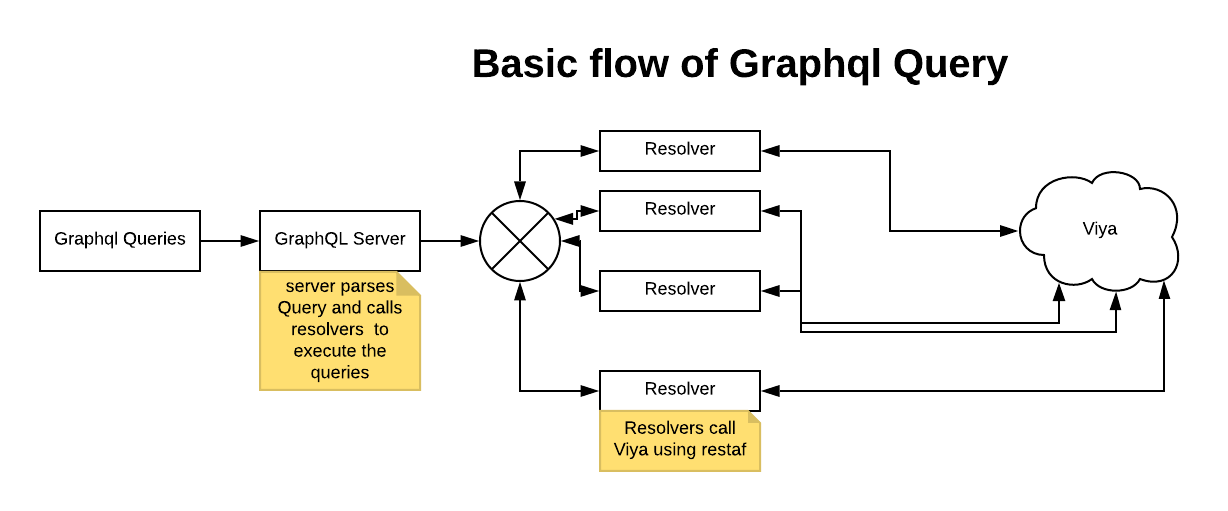 Basic flow of Graphql Query
Resolver
Resolver
Graphql Queries
GraphQL Server
Viya
server parses
Query and calls
resolvers to
execute the
queries
Resolver
Resolver
Resolvers call
Viya using restaf